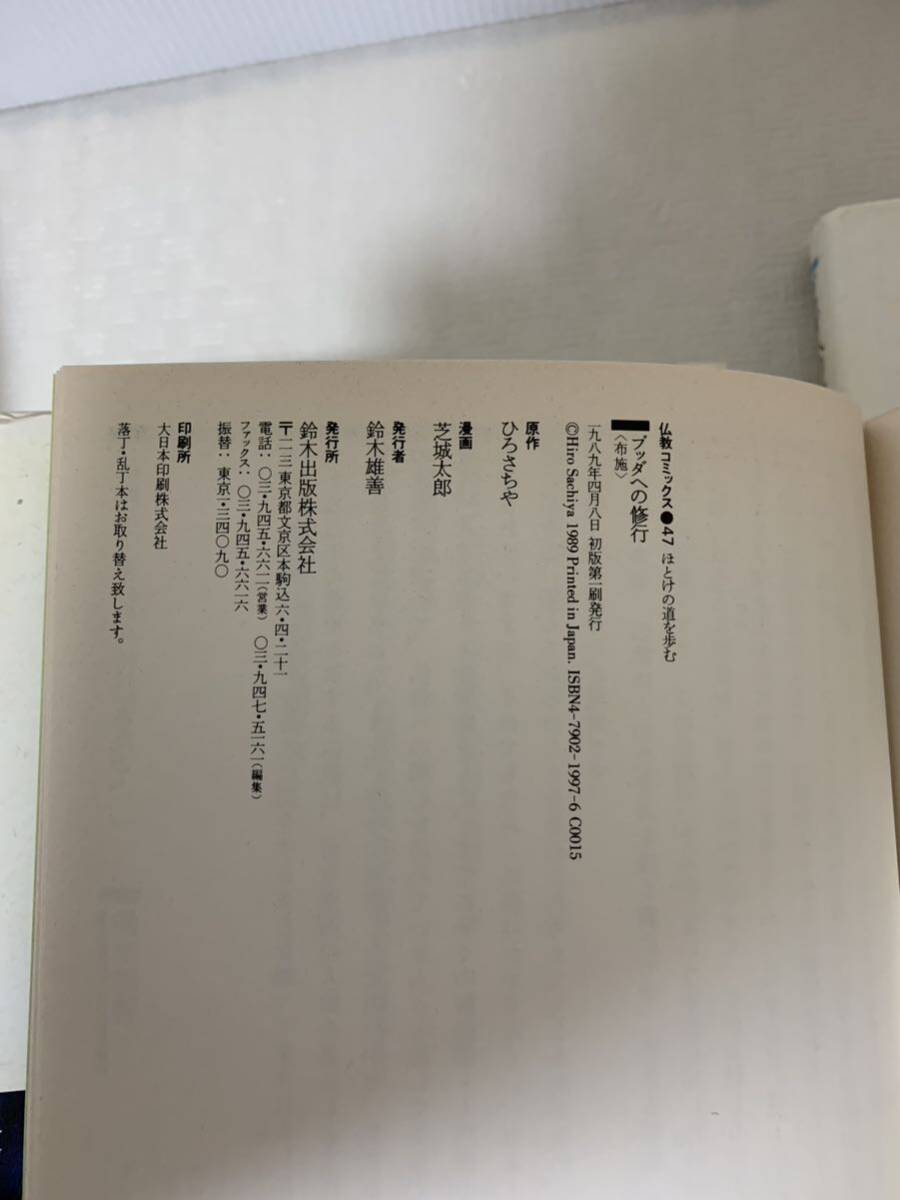 仏教コミックス●47 ほとけの道を歩む
ブッダへの修行
〈布施〉
一九八九年四月八日 初版第一刷発行
©Hiro Sachiya 1989 Printed in Japan. ISBN4-7902-1997-6 C0015
原作
ひろさちや
漫画
芝城太郎
発行者
鈴木雄善
発行所
鈴木出版株式会社
〒一一三 東京都文京区本駒込六・四・二十一
電話：〇三・九四五・六六一一(営業) 〇三・九四七・五一六一(編集)
ファックス：〇三・九四五・六六一六
振替：東京一・三四〇九〇
印刷所
大日本印刷株式会社
落丁・乱丁本はお取り替え致します。